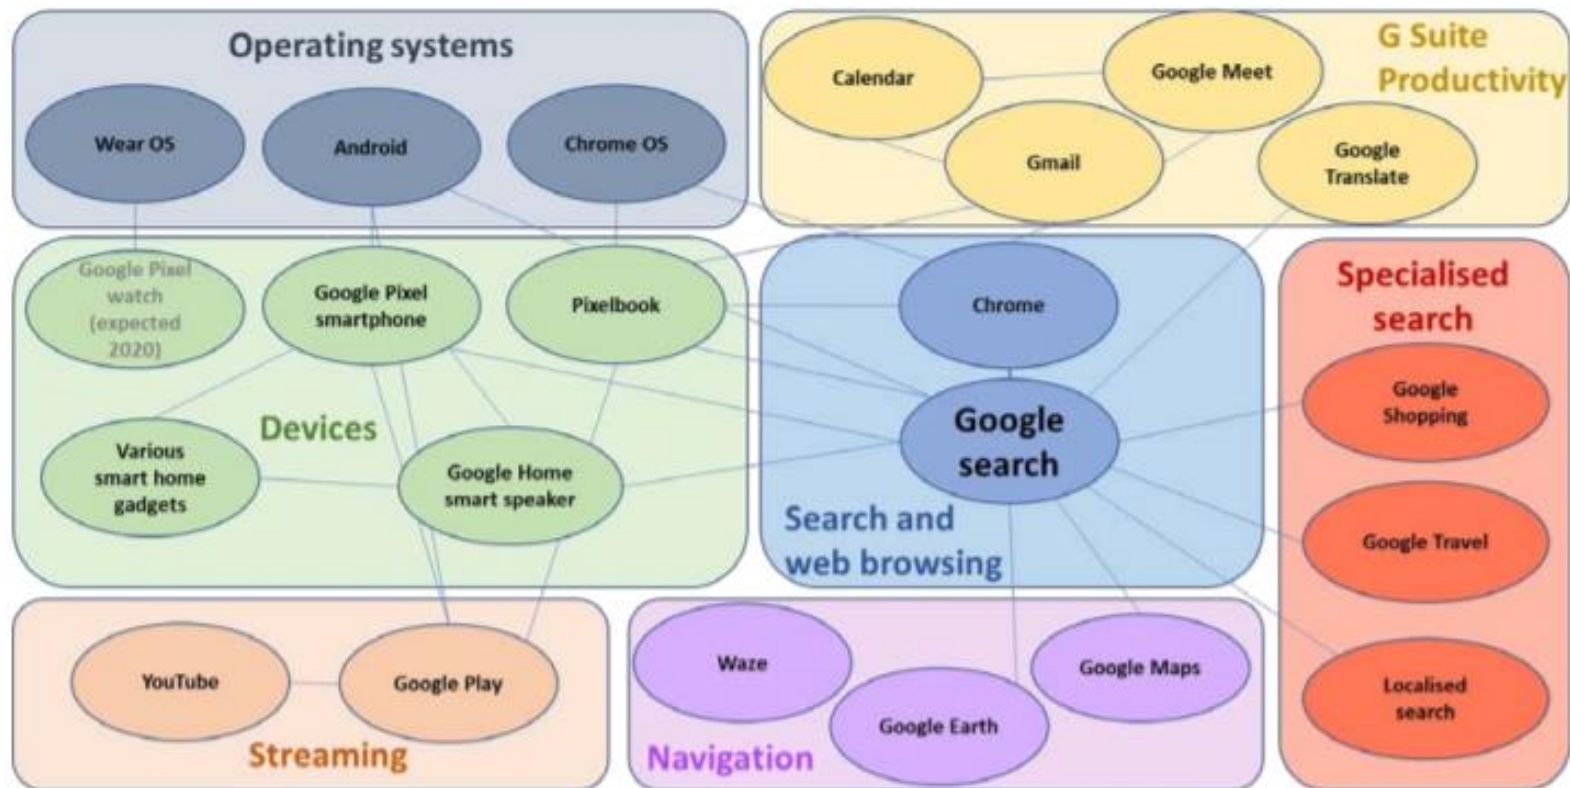 Operating systems
Wear OS
Android
Chrome OS
G Suite
Productivity
Calendar
Google Meet
Gmail
Google
Translate
Google Pixel
watch
(expected
2020)
Google Pixel
smartphone
Pixelbook
Devices
Various
smart home
gadgets
Google Home
smart speaker
Chrome
Google
search
Search and
web browsing
Specialised
search
Google
Shopping
Google Travel
Localised
search
YouTube
Google Play
Streaming
Waze
Google Earth
Google Maps
Navigation